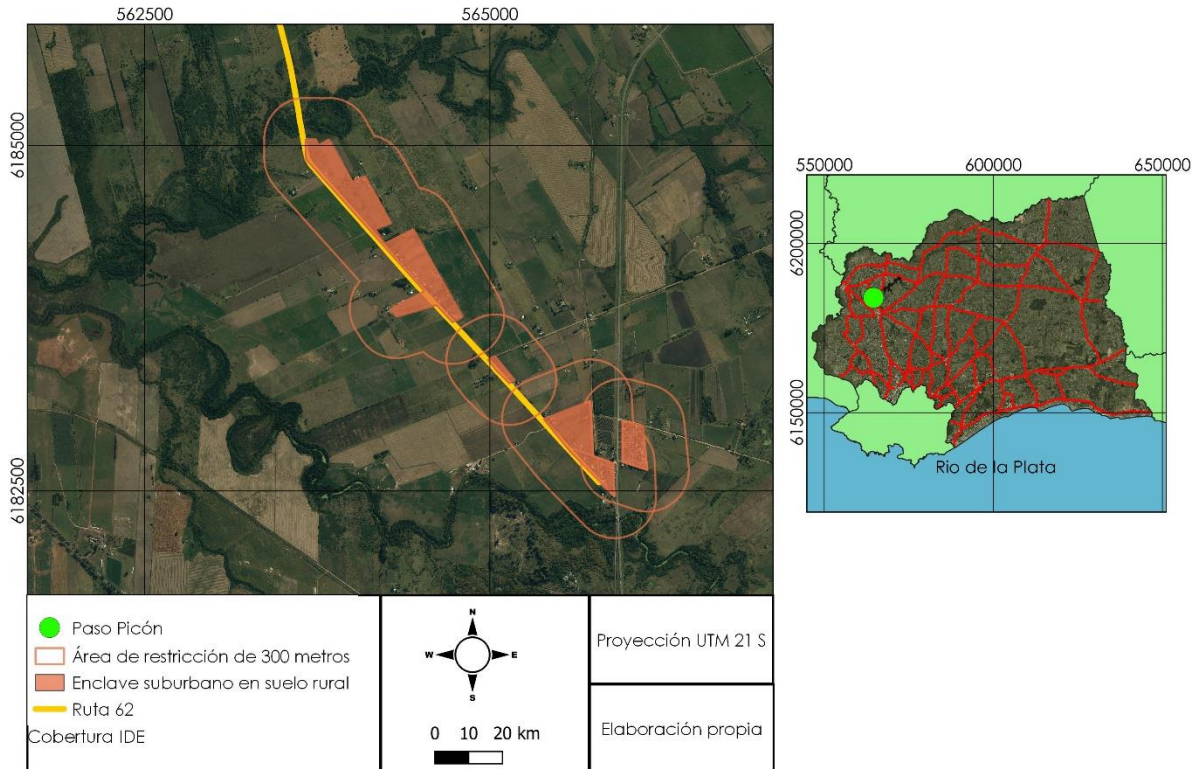 562500
565000
6185000
6182500
550000
600000
650000
6200000
6150000
Rio de la Plata
Paso Picón
Área de restricción de 300 metros
Enclave suburbano en suelo rural
Ruta 62
Cobertura IDE
N
W
E
S
0 10 20 km
Proyección UTM 21 S
Elaboración propia